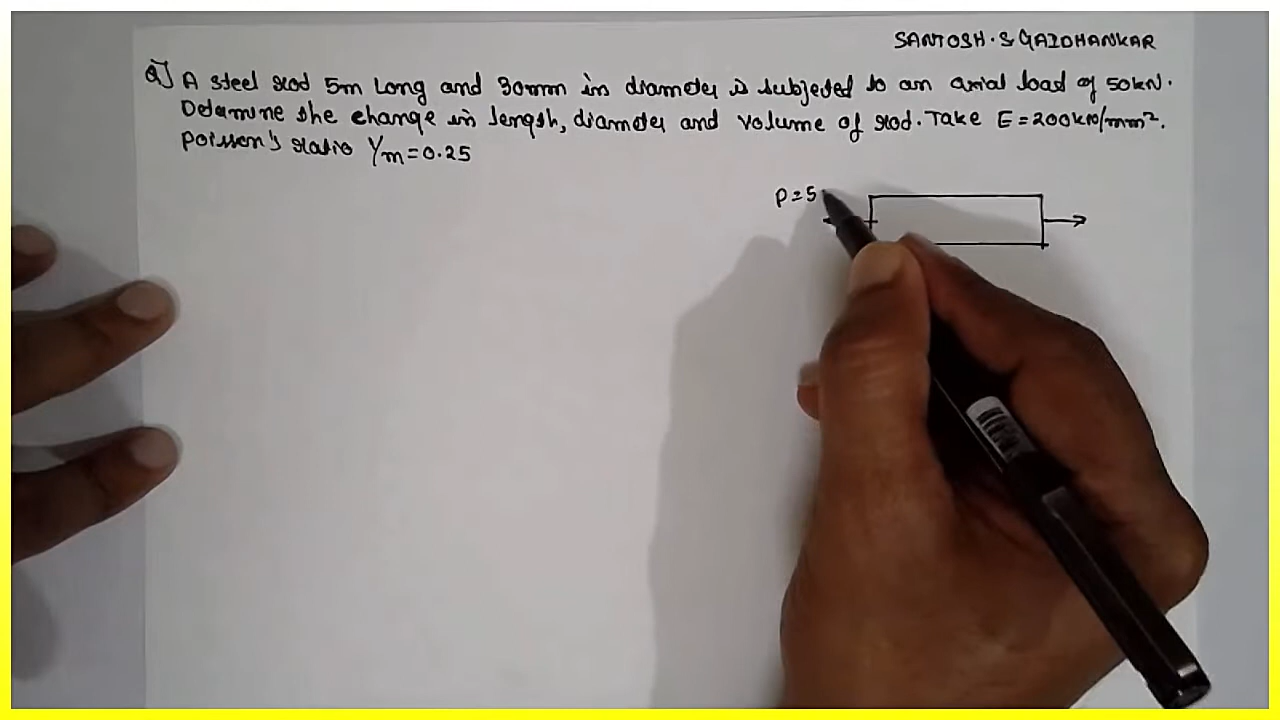 SANTOSH.S GAIDHANKAR
Q] A steel rod 5m Long and 30mm in diameter is subjected to an axial load of 50kN.
Detemine the change in length, diameter and volume of rod. Take E=200kN/mm².
Poisson's ratio 1/m=0.25
P=5